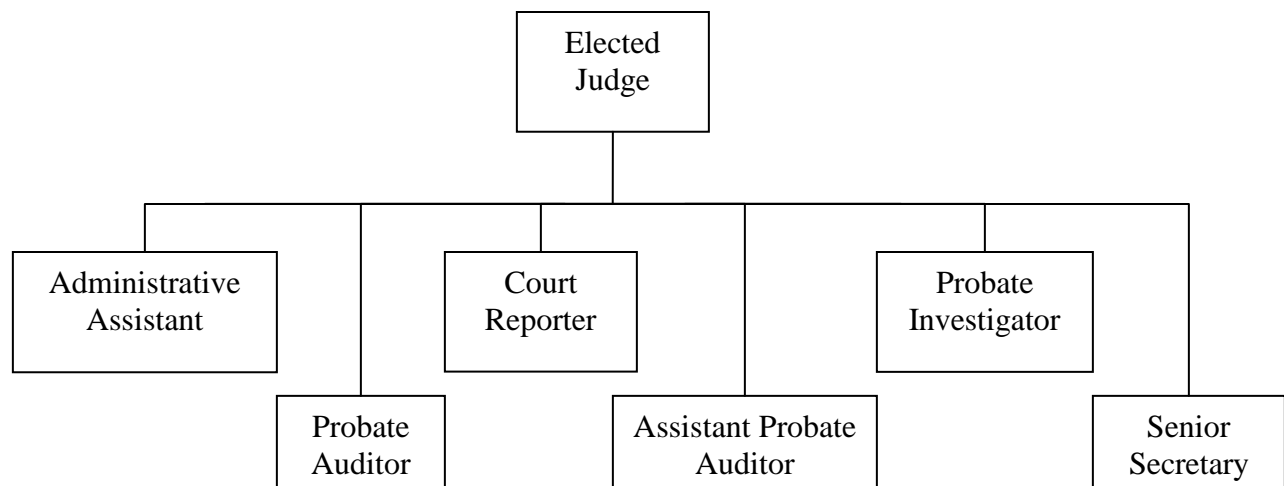 Elected
Judge
Administrative
Assistant
Court
Reporter
Probate
Investigator
Probate
Auditor
Assistant Probate
Auditor
Senior
Secretary